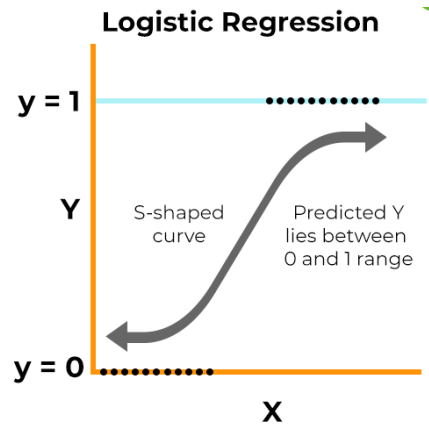 Logistic Regression
y = 1
Y
S-shaped
curve
Predicted Y
lies between
0 and 1 range
y = 0
X